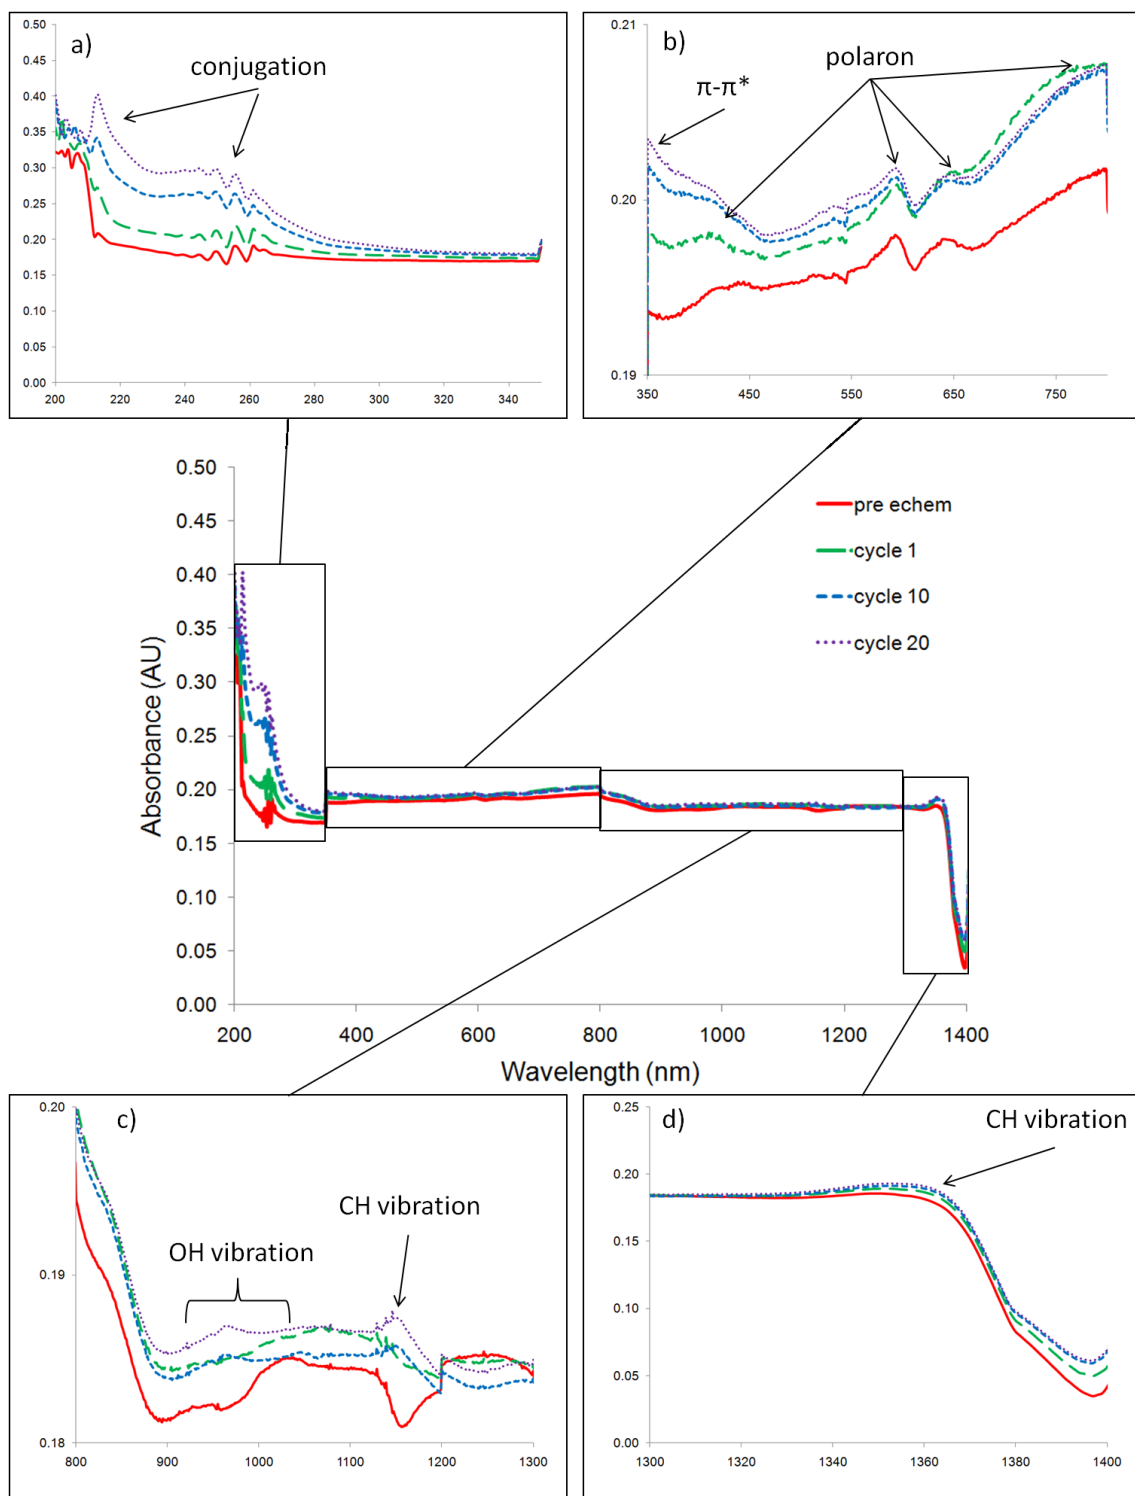 a)
conjugation
0.50
0.45
0.40
0.35
0.30
0.25
0.20
0.15
0.10
0.05
0.00
200 220 240 260 280 300 320 340
b)
polaron
π-π*
0.21
0.20
0.19
350 450 550 650 750
0.50
0.45
0.40
0.35
0.30
0.25
0.20
0.15
0.10
0.05
0.00
Absorbance (AU)
200 400 600 800 1000 1200 1400
Wavelength (nm)
pre echem
cycle 1
cycle 10
cycle 20
c)
CH vibration
OH vibration
0.20
0.19
0.18
800 900 1000 1100 1200 1300
d)
CH vibration
0.25
0.20
0.15
0.10
0.05
0.00
1300 1320 1340 1360 1380 1400